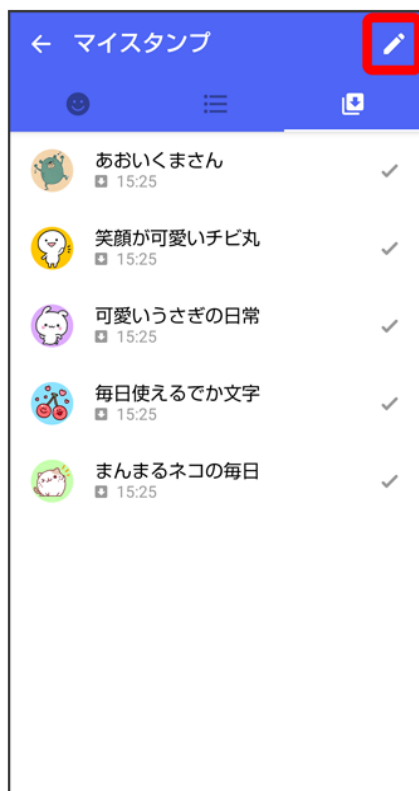 マイスタンプ
あおいくまさん
15:25
笑顔が可愛いチビ丸
15:25
可愛いうさぎの日常
15:25
毎日使えるでか文字
15:25
まんまるネコの毎日
15:25